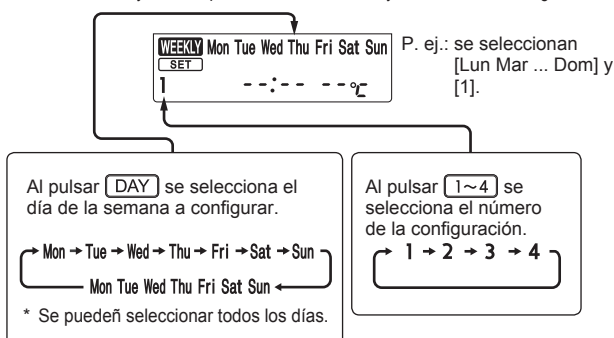 WEEKLY Mon Tue Wed Thu Fri Sat Sun
SET
1 --:-- --°C
P. ej.: se seleccionan
[Lun Mar ... Dom] y
[1].
Al pulsar DAY se selecciona el
día de la semana a configurar.
Mon → Tue → Wed → Thu → Fri → Sat → Sun
Mon Tue Wed Thu Fri Sat Sun
* Se puedeñ seleccionar todos los días.
Al pulsar 1~4 se
selecciona el número
de la configuración.
1 → 2 → 3 → 4